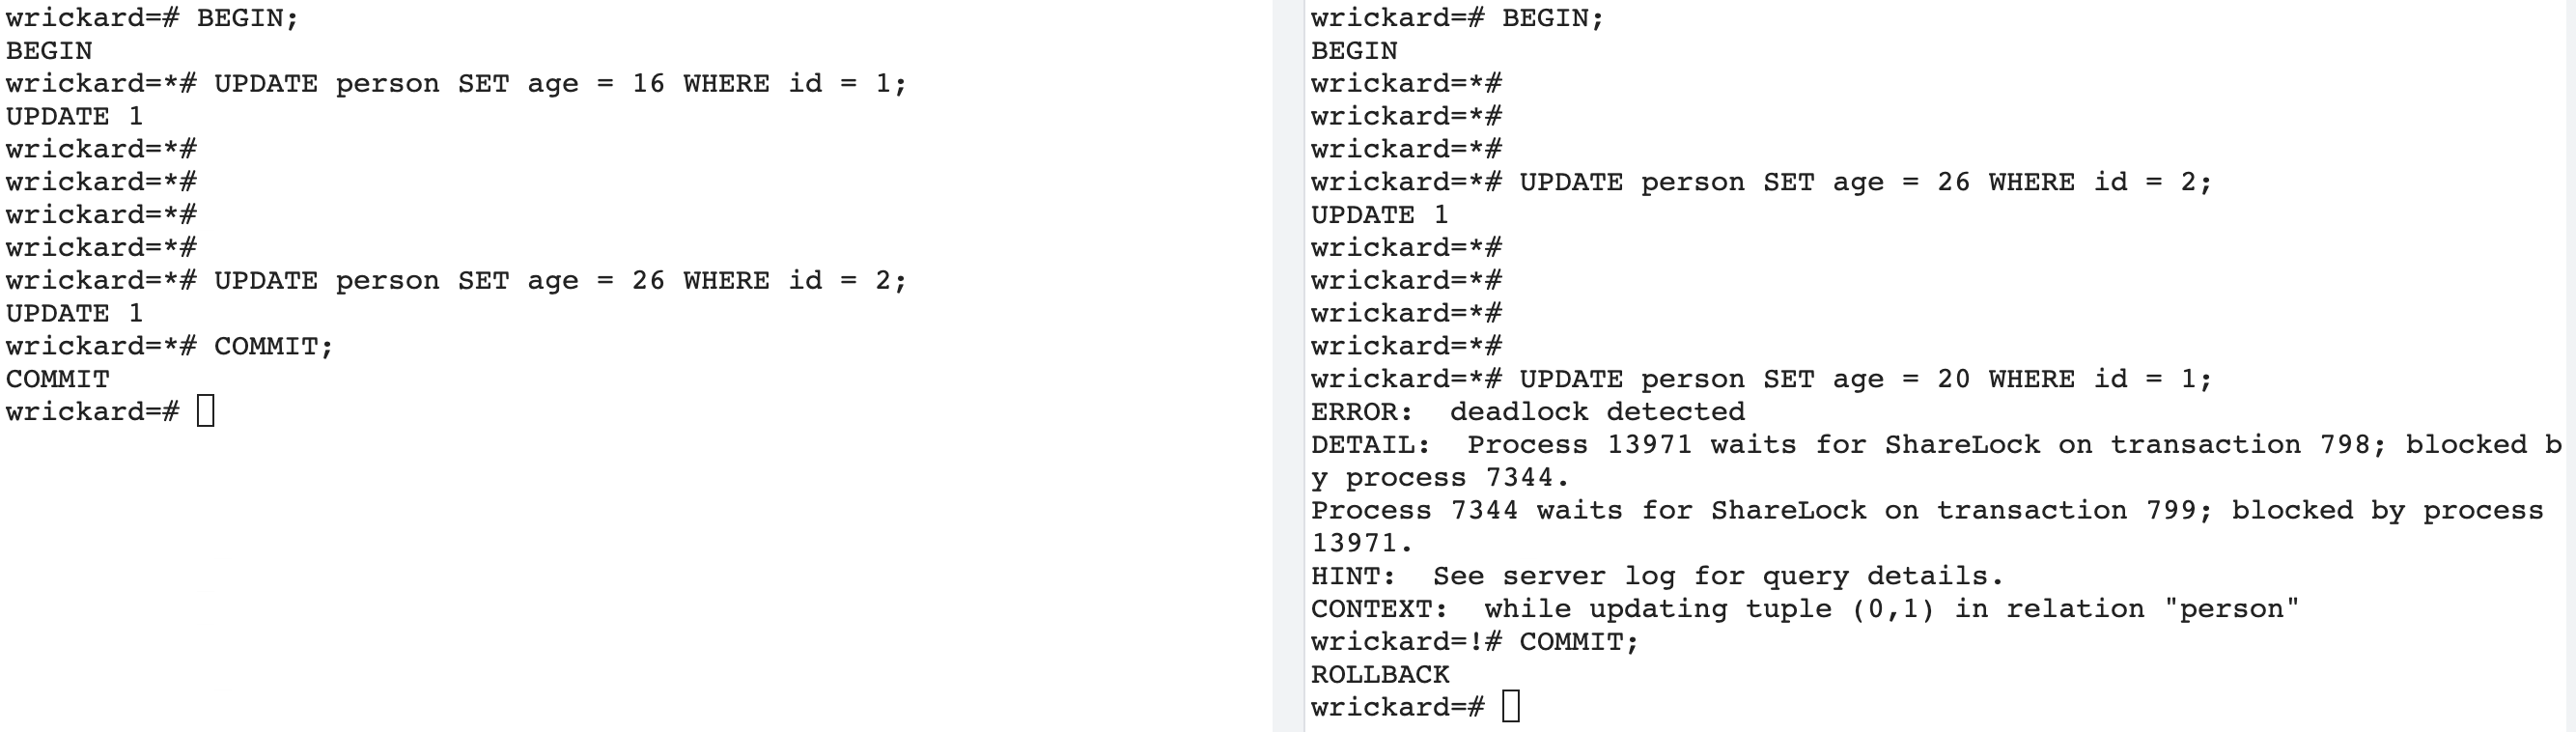 wrickard=# BEGIN;
BEGIN
wrickard=*# UPDATE person SET age = 16 WHERE id = 1;
UPDATE 1
wrickard=*#
wrickard=*#
wrickard=*#
wrickard=*#
wrickard=*# UPDATE person SET age = 26 WHERE id = 2;
UPDATE 1
wrickard=*# COMMIT;
COMMIT
wrickard=#
wrickard=# BEGIN;
BEGIN
wrickard=*#
wrickard=*#
wrickard=*#
wrickard=*# UPDATE person SET age = 26 WHERE id = 2;
UPDATE 1
wrickard=*#
wrickard=*#
wrickard=*#
wrickard=*#
wrickard=*# UPDATE person SET age = 20 WHERE id = 1;
ERROR:  deadlock detected
DETAIL:  Process 13971 waits for ShareLock on transaction 798; blocked b
y process 7344.
Process 7344 waits for ShareLock on transaction 799; blocked by process
13971.
HINT:  See server log for query details.
CONTEXT:  while updating tuple (0,1) in relation "person"
wrickard=!# COMMIT;
ROLLBACK
wrickard=#